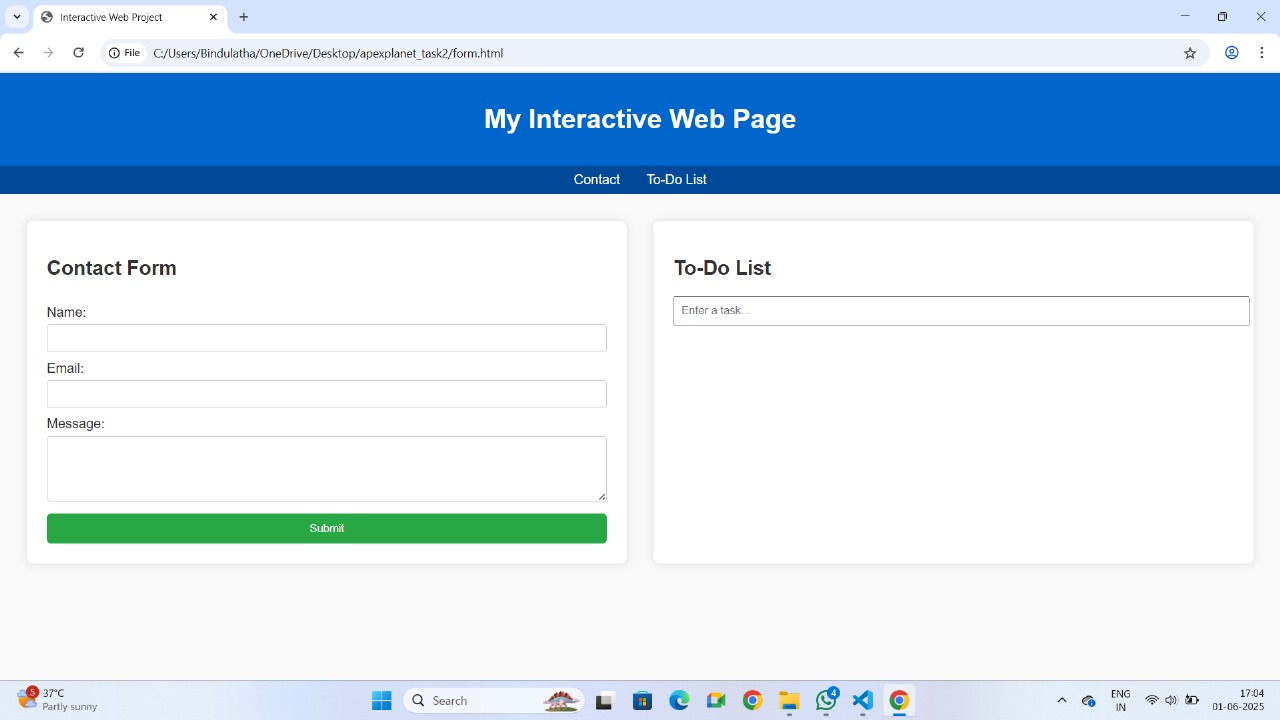 Interactive Web Project
File C:/Users/Bindulatha/OneDrive/Desktop/apexplanet_task2/form.html
My Interactive Web Page
Contact To-Do List
Contact Form
Name:
Email:
Message:
Submit
To-Do List
Enter a task...
5
37°C
Partly sunny
Search
4
ENG
IN
17:04
01-06-2025